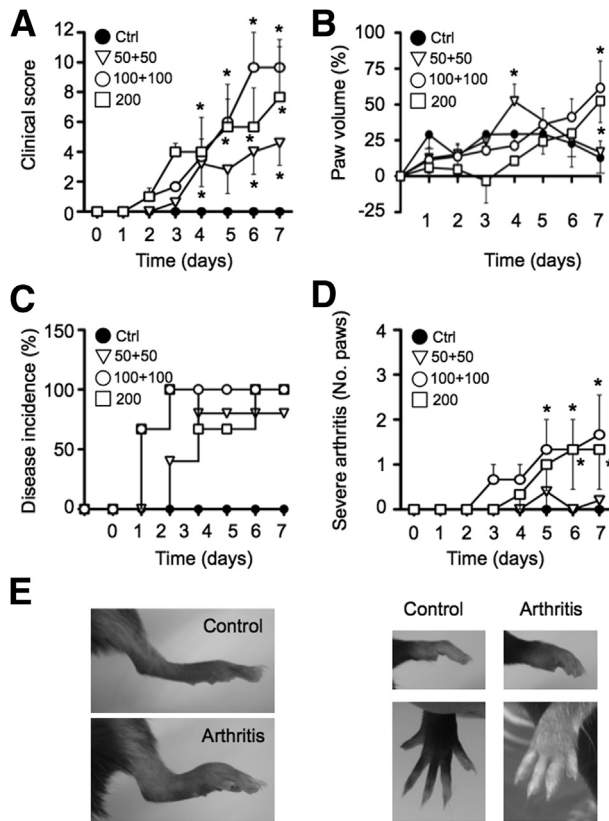 A
Clinical score
12
10
8
6
4
2
0
Ctrl
50+50
100+100
200
* * * * * * * *
0 1 2 3 4 5 6 7
Time (days)
B
Paw volume (%)
100
75
50
25
0
-25
Ctrl
50+50
100+100
200
* * *
1 2 3 4 5 6 7
Time (days)
C
Disease incidence (%)
150
100
50
0
Ctrl
50+50
100+100
200
0 1 2 3 4 5 6 7
Time (days)
D
Severe arthritis (No. paws)
4
3
2
1
0
Ctrl
50+50
100+100
200
* * * * *
0 1 2 3 4 5 6 7
Time (days)
E
Control
Arthritis
Control Arthritis